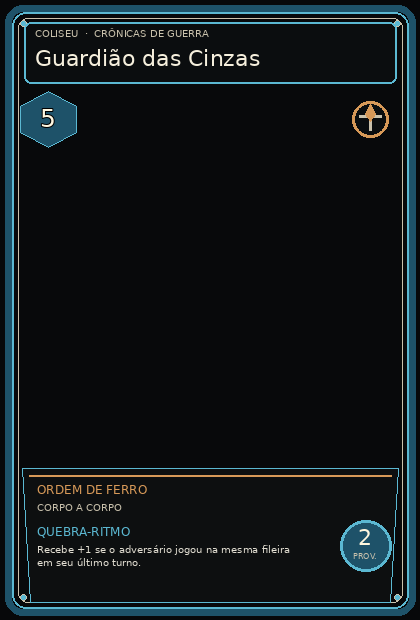 COLISEU · CRÔNICAS DE GUERRA
Guardião das Cinzas
5
ORDEM DE FERRO
CORPO A CORPO
QUEBRA-RITMO
Recebe +1 se o adversário jogou na mesma fileira
em seu último turno.
2
PROV.